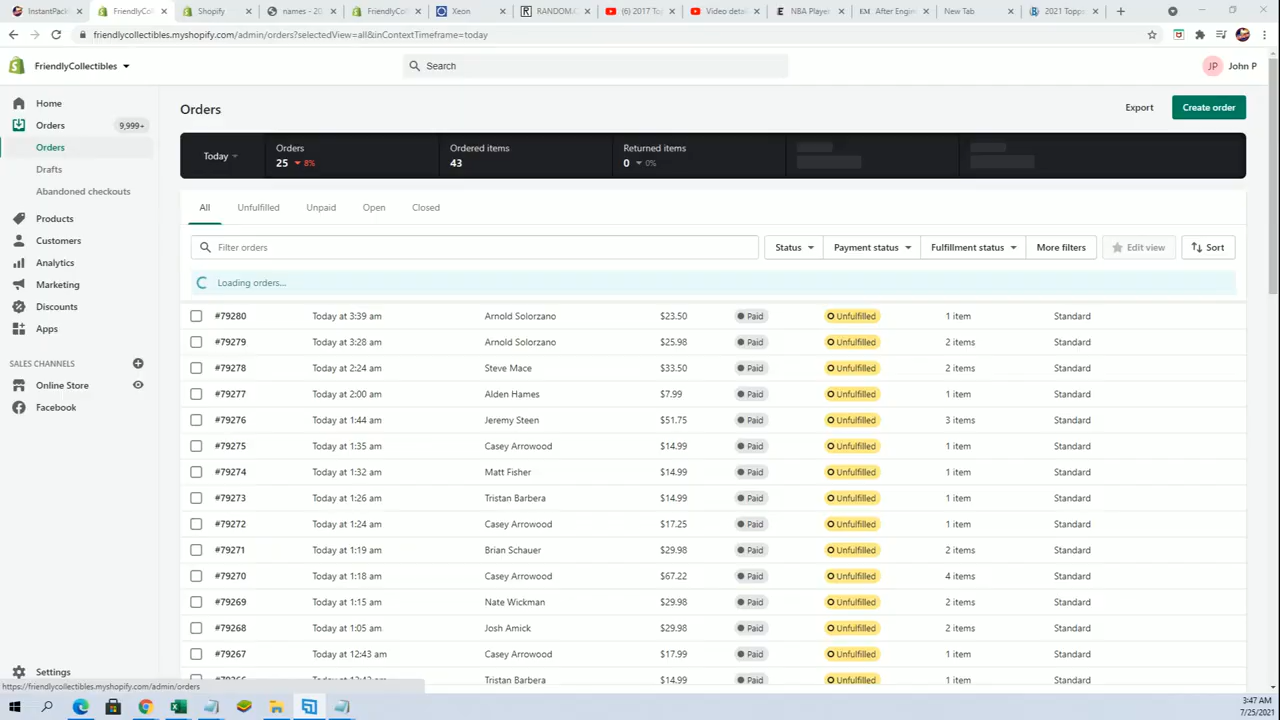 InstantPack
FriendlyC
Shopify
names - 20
FriendlyC
Xeon
RANDOM.
(6) 2017 Top
Video detai
NBA Player
After Engin
New Tab
2021 Topps
friendlycollectibles.myshopify.com/admin/orders?selectedView=all&inContextTimeframe=today
FriendlyCollectibles
Search
JP John P
Home
Orders 9,999+
Orders
Drafts
Abandoned checkouts
Products
Customers
Analytics
Marketing
Discounts
Apps
SALES CHANNELS
Online Store
Facebook
Settings
Orders
Export
Create order
Today
Orders
25 8%
Ordered items
43
Returned items
0 0%
All Unfulfilled Unpaid Open Closed
Filter orders
Status Payment status Fulfillment status More filters Edit view Sort
Loading orders...
#79280 Today at 3:39 am Arnold Solorzano $23.50 Paid Unfulfilled 1 item Standard
#79279 Today at 3:28 am Arnold Solorzano $25.98 Paid Unfulfilled 2 items Standard
#79278 Today at 2:24 am Steve Mace $33.50 Paid Unfulfilled 2 items Standard
#79277 Today at 2:00 am Alden Hames $7.99 Paid Unfulfilled 1 item Standard
#79276 Today at 1:44 am Jeremy Steen $51.75 Paid Unfulfilled 3 items Standard
#79275 Today at 1:35 am Casey Arrowood $14.99 Paid Unfulfilled 1 item Standard
#79274 Today at 1:32 am Matt Fisher $14.99 Paid Unfulfilled 1 item Standard
#79273 Today at 1:26 am Tristan Barbera $14.99 Paid Unfulfilled 1 item Standard
#79272 Today at 1:24 am Casey Arrowood $17.25 Paid Unfulfilled 1 item Standard
#79271 Today at 1:19 am Brian Schauer $29.98 Paid Unfulfilled 2 items Standard
#79270 Today at 1:18 am Casey Arrowood $67.22 Paid Unfulfilled 4 items Standard
#79269 Today at 1:15 am Nate Wickman $29.98 Paid Unfulfilled 2 items Standard
#79268 Today at 1:05 am Josh Amick $29.98 Paid Unfulfilled 2 items Standard
#79267 Today at 12:43 am Casey Arrowood $17.99 Paid Unfulfilled 1 item Standard
Tristan Barbera $14.99 Paid Unfulfilled 1 item Standard
https://friendlycollectibles.myshopify.com/admin/orders
3:47 AM
7/25/2021